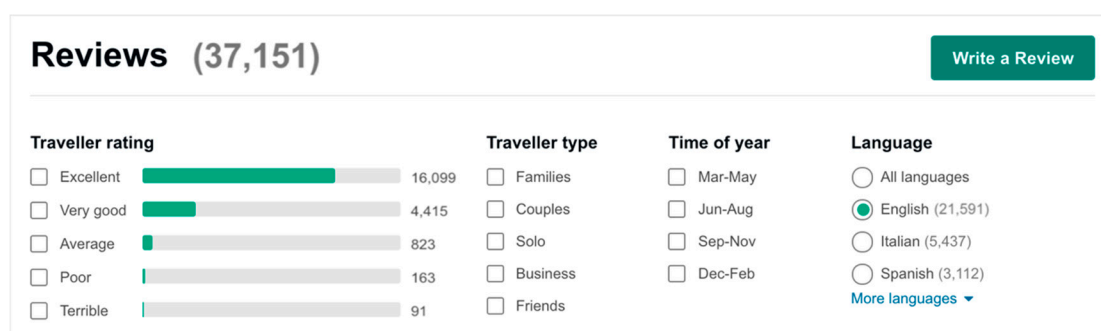 Reviews (37,151)
Write a Review
Traveller rating
Excellent 16,099
Very good 4,415
Average 823
Poor 163
Terrible 91
Traveller type
Families
Couples
Solo
Business
Friends
Time of year
Mar-May
Jun-Aug
Sep-Nov
Dec-Feb
Language
All languages
English (21,591)
Italian (5,437)
Spanish (3,112)
More languages